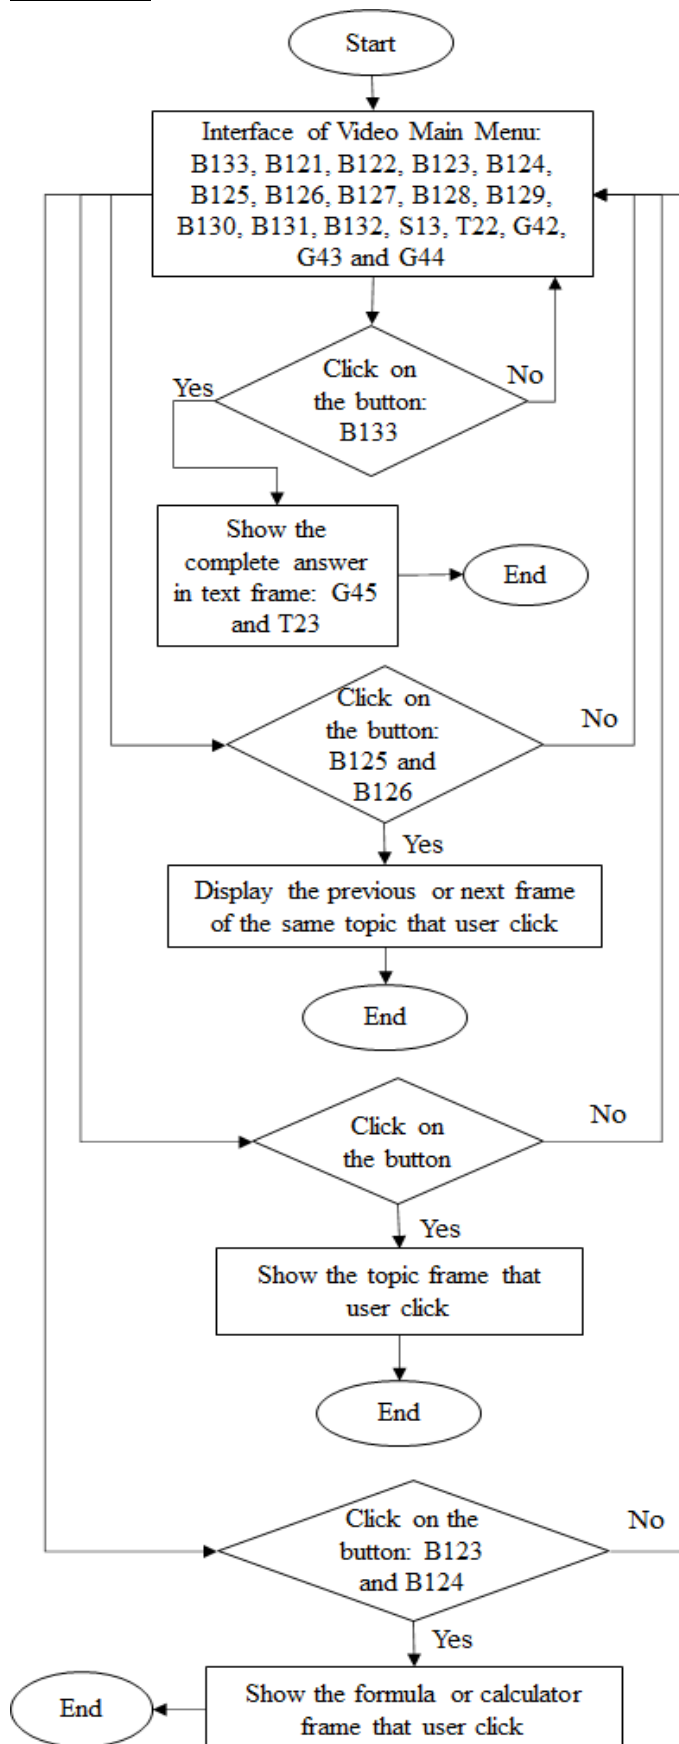 Start
Interface of Video Main Menu:
B133, B121, B122, B123, B124,
B125, B126, B127, B128, B129,
B130, B131, B132, S13, T22, G42,
G43 and G44
Click on
the button:
B133
Yes
No
Show the
complete answer
in text frame: G45
and T23
End
Click on
the button:
B125 and
B126
No
Yes
Display the previous or next frame
of the same topic that user click
End
Click on
the button
No
Yes
Show the topic frame that
user click
End
Click on the
button: B123
and B124
No
Yes
Show the formula or calculator
frame that user click
End